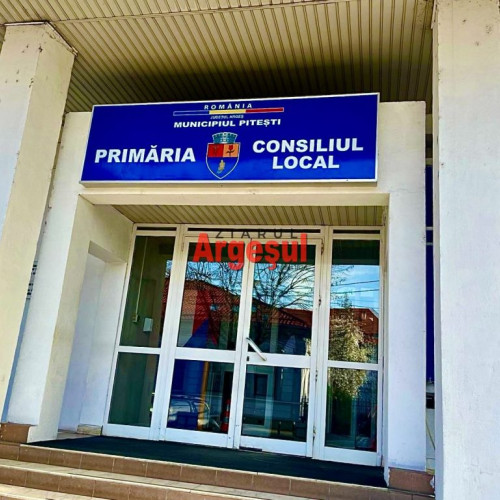 ROMÂNIA
JUDEȚUL ARGEȘ
MUNICIPIUL PITEȘTI
PRIMĂRIA
CONSILIUL
LOCAL
ZIARUL
Argeșul